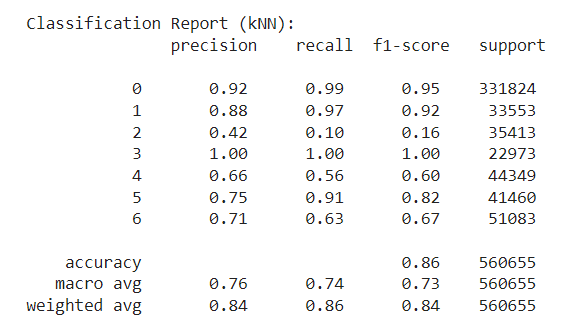 Classification Report (kNN):
precision recall f1-score support
0 0.92 0.99 0.95 331824
1 0.88 0.97 0.92 33553
2 0.42 0.10 0.16 35413
3 1.00 1.00 1.00 22973
4 0.66 0.56 0.60 44349
5 0.75 0.91 0.82 41460
6 0.71 0.63 0.67 51083
accuracy 0.86 560655
macro avg 0.76 0.74 0.73 560655
weighted avg 0.84 0.86 0.84 560655